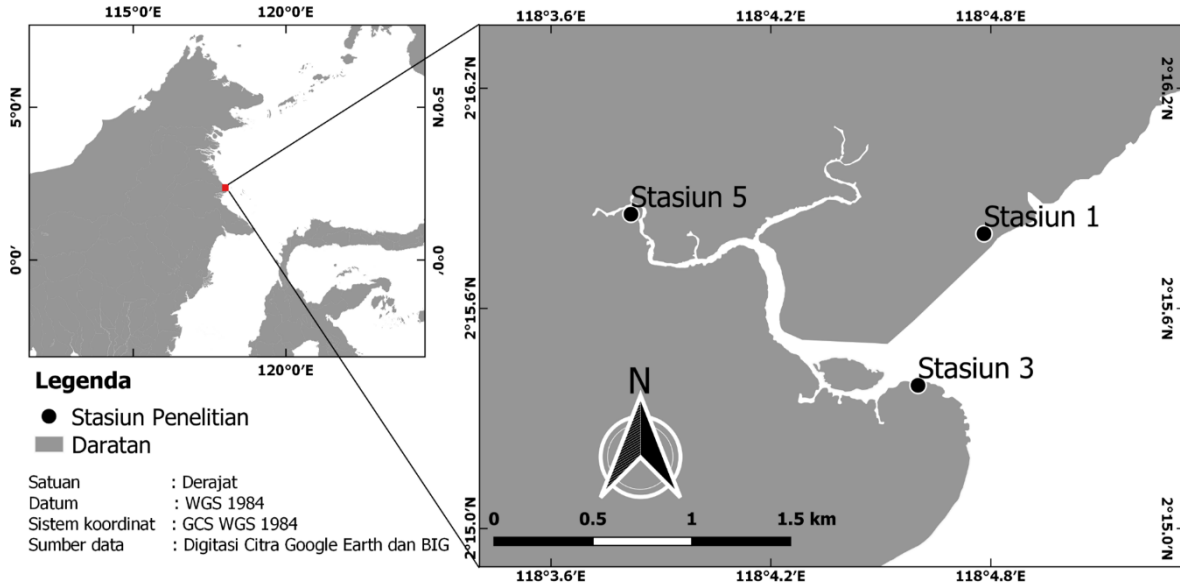 115°0′E
120°0′E
5°0′N
5°0′N
0°0′
0°0′
120°0′E
Legenda
Stasiun Penelitian
Daratan
Satuan : Derajat
Datum : WGS 1984
Sistem koordinat : GCS WGS 1984
Sumber data : Digitasi Citra Google Earth dan BIG
118°3.6′E
118°4.2′E
118°4.8′E
2°16.2′N
2°16.2′N
Stasiun 5
Stasiun 1
2°15.6′N
2°15.6′N
Stasiun 3
N
0
0.5
1
1.5 km
2°15.0′N
2°15.0′N
118°3.6′E
118°4.2′E
118°4.8′E